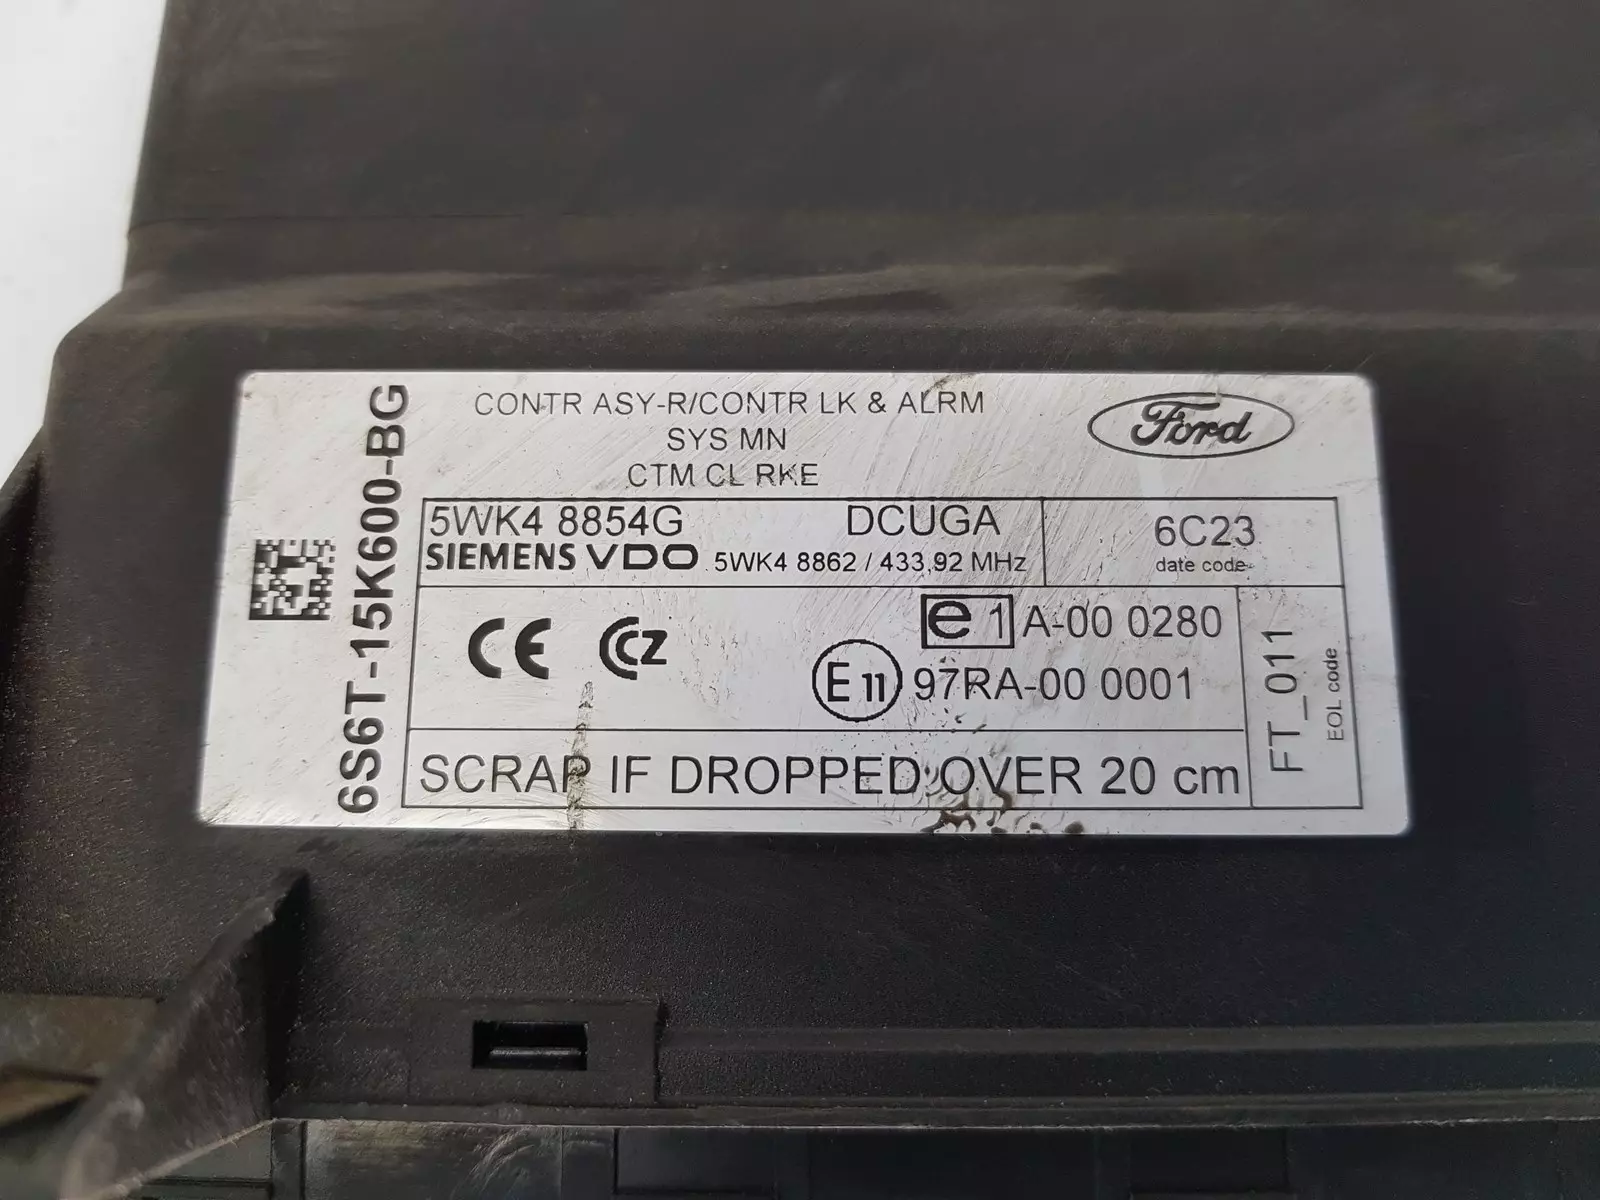 CONTR ASY-R/CONTR LK & ALRM
SYS MN
CTM CL RKE
Ford
6S6T-15K600-BG
5WK4 8854G DCUGA
SIEMENS VDO 5WK4 8862 / 433,92 MHz
6C23
date code
CE CCZ
e 1 A-00 0280
E 11 97RA-00 0001
FT_011
EOL code
SCRAP IF DROPPED OVER 20 cm